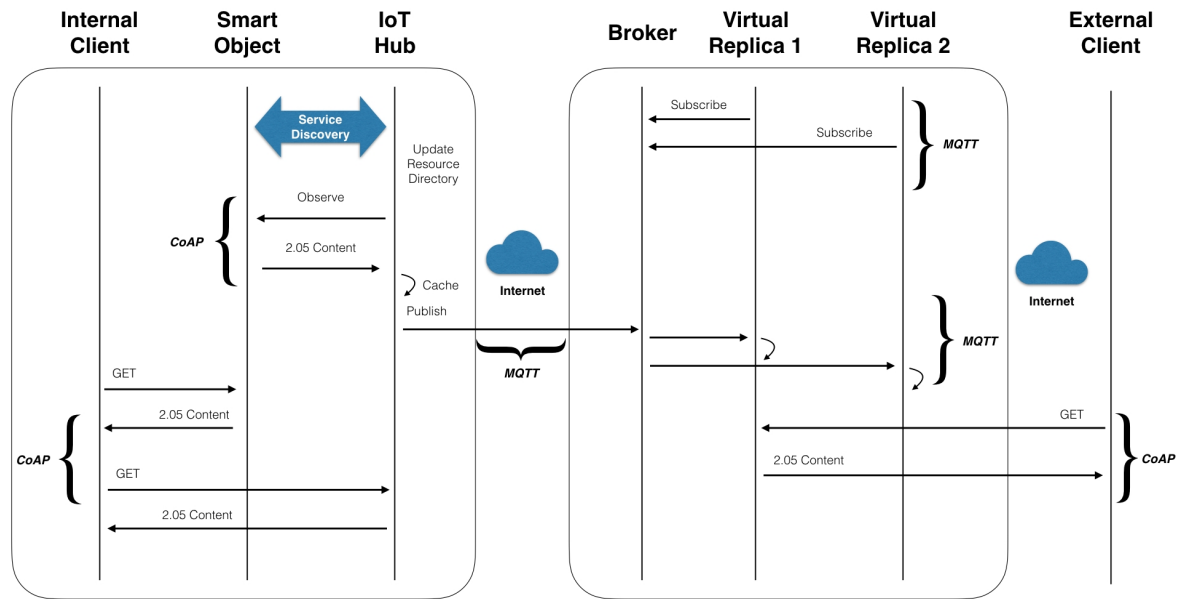 Internal
Client
Smart
Object
IoT
Hub
Broker
Virtual
Replica 1
Virtual
Replica 2
External
Client
Service
Discovery
Update
Resource
Directory
Subscribe
Subscribe
MQTT
Observe
CoAP
2.05 Content
Cache
Internet
Internet
Publish
MQTT
MQTT
GET
2.05 Content
GET
CoAP
GET
2.05 Content
CoAP
2.05 Content